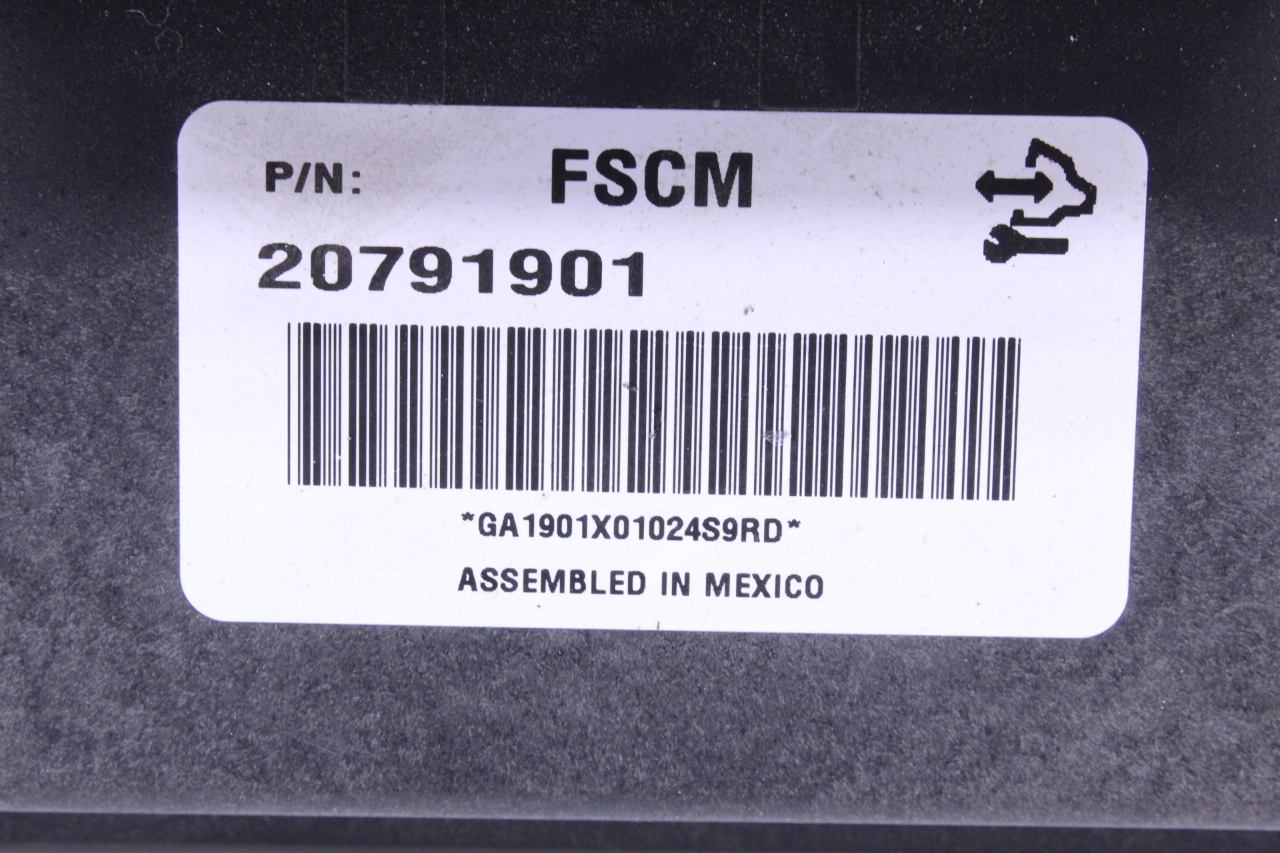 P/N: FSCM
20791901
*GA1901X01024S9RD*
ASSEMBLED IN MEXICO